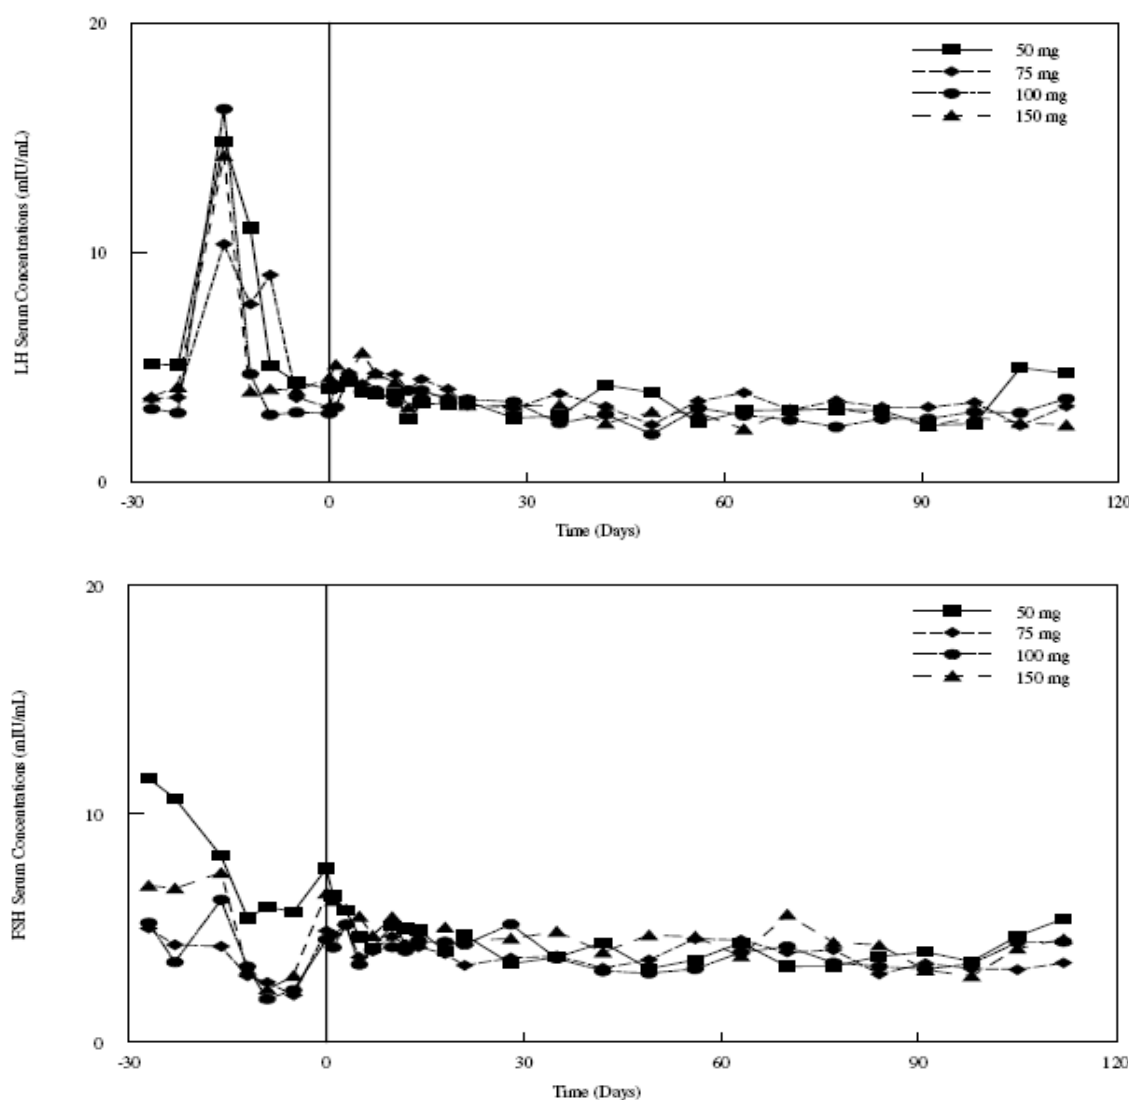 20
50 mg
75 mg
100 mg
150 mg
LH Serum Concentrations (mIU/mL)
10
0
-30 0 30 60 90 120
Time (Days)
20
50 mg
75 mg
100 mg
150 mg
FSH Serum Concentrations (mIU/mL)
10
0
-30 0 30 60 90 120
Time (Days)